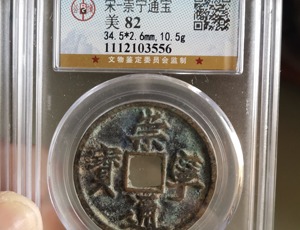 宋-崇宁通宝
美 82
34.5*2.6mm,10.5g
1112103556
★ 文物鉴定委员会监制 ★
崇寧通寳